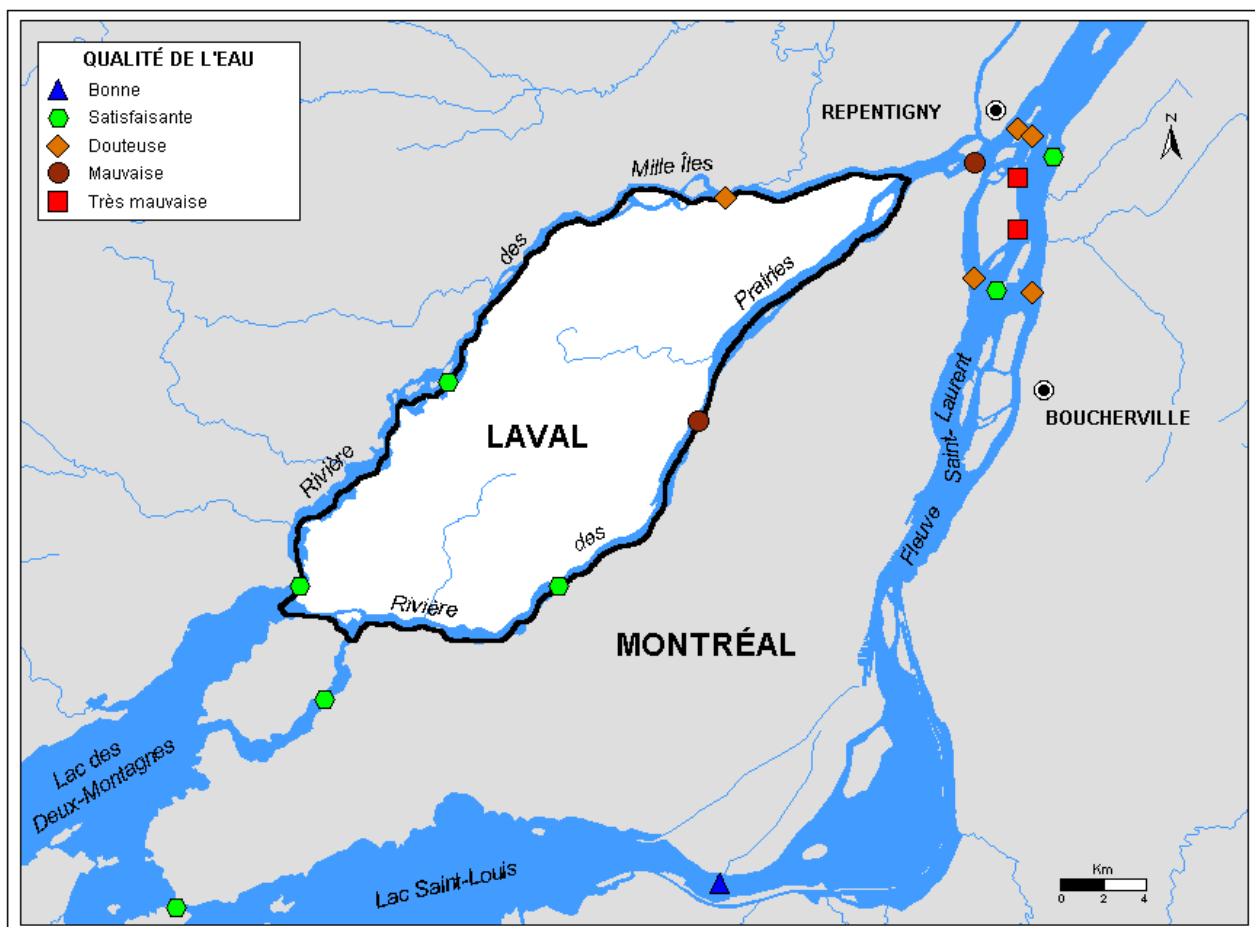 QUALITÉ DE L'EAU
Bonne
Satisfaisante
Douteuse
Mauvaise
Très mauvaise
REPENTIGNY
N
Mille Îles
des
Rivière
Prairies
des
Rivière
LAVAL
MONTRÉAL
BOUCHERVILLE
Saint- Laurent
Fleuve
Lac des
Deux-Montagnes
Lac Saint-Louis
Km
0 2 4